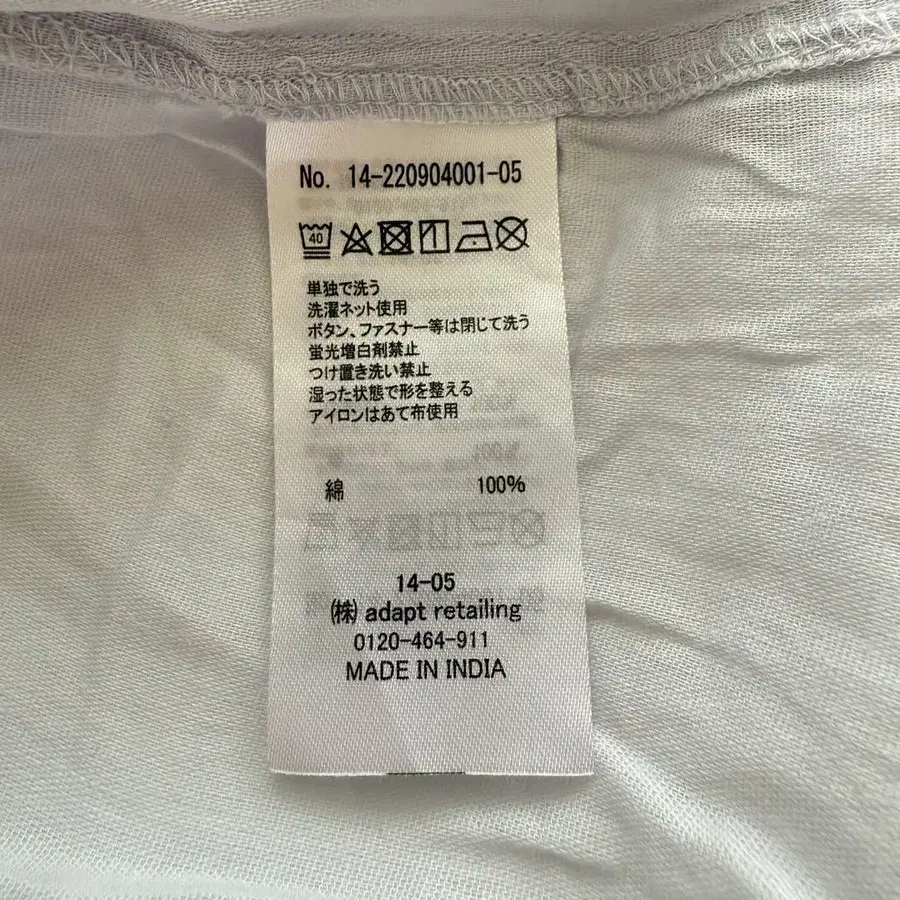 No. 14-220904001-05
40
単独で洗う
洗濯ネット使用
ボタン、ファスナー等は閉じて洗う
蛍光増白剤禁止
つけ置き洗い禁止
湿った状態で形を整える
アイロンはあて布使用
綿 100%
14-05
㈱ adapt retailing
0120-464-911
MADE IN INDIA